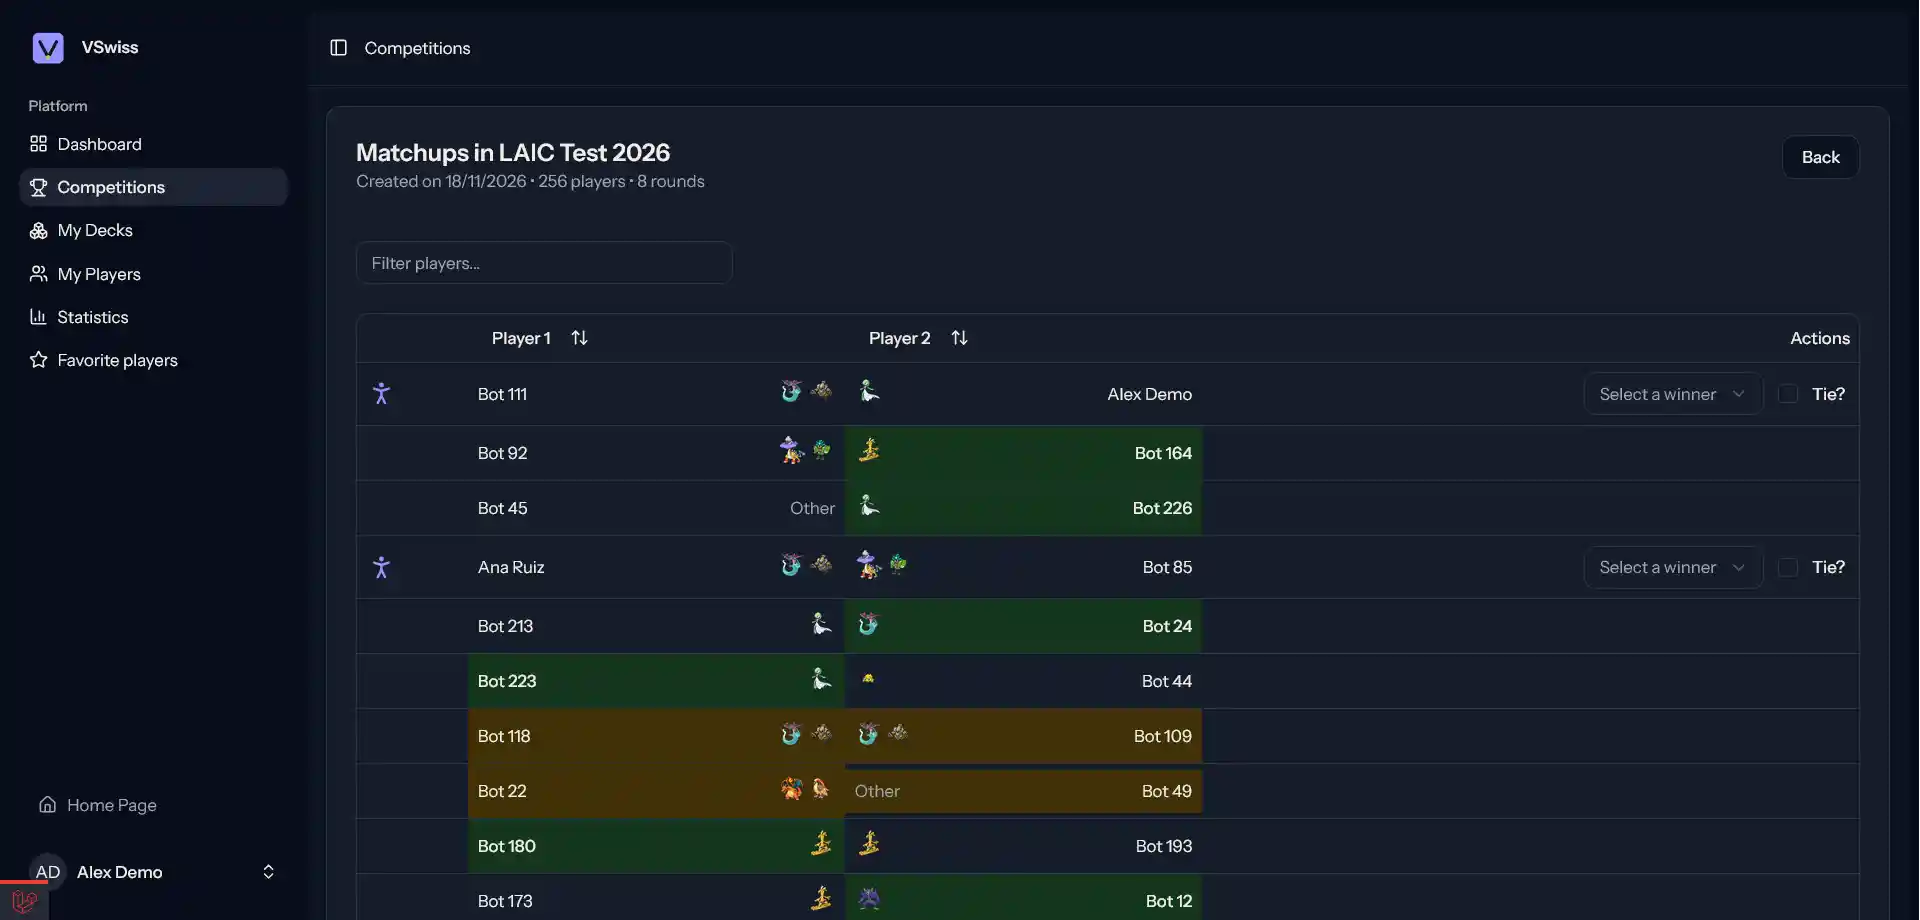 VSwiss
Competitions
Platform
Dashboard
Competitions
My Decks
My Players
Statistics
Favorite players
Home Page
AD Alex Demo
Matchups in LAIC Test 2026
Created on 18/11/2026 • 256 players • 8 rounds
Back
Filter players...
Player 1 Player 2 Actions
Bot 111 Alex Demo Select a winner Tie?
Bot 92 Bot 164
Bot 45 Other Bot 226
Ana Ruiz Bot 85 Select a winner Tie?
Bot 213 Bot 24
Bot 223 Bot 44
Bot 118 Bot 109
Bot 22 Other Bot 49
Bot 180 Bot 193
Bot 173 Bot 12